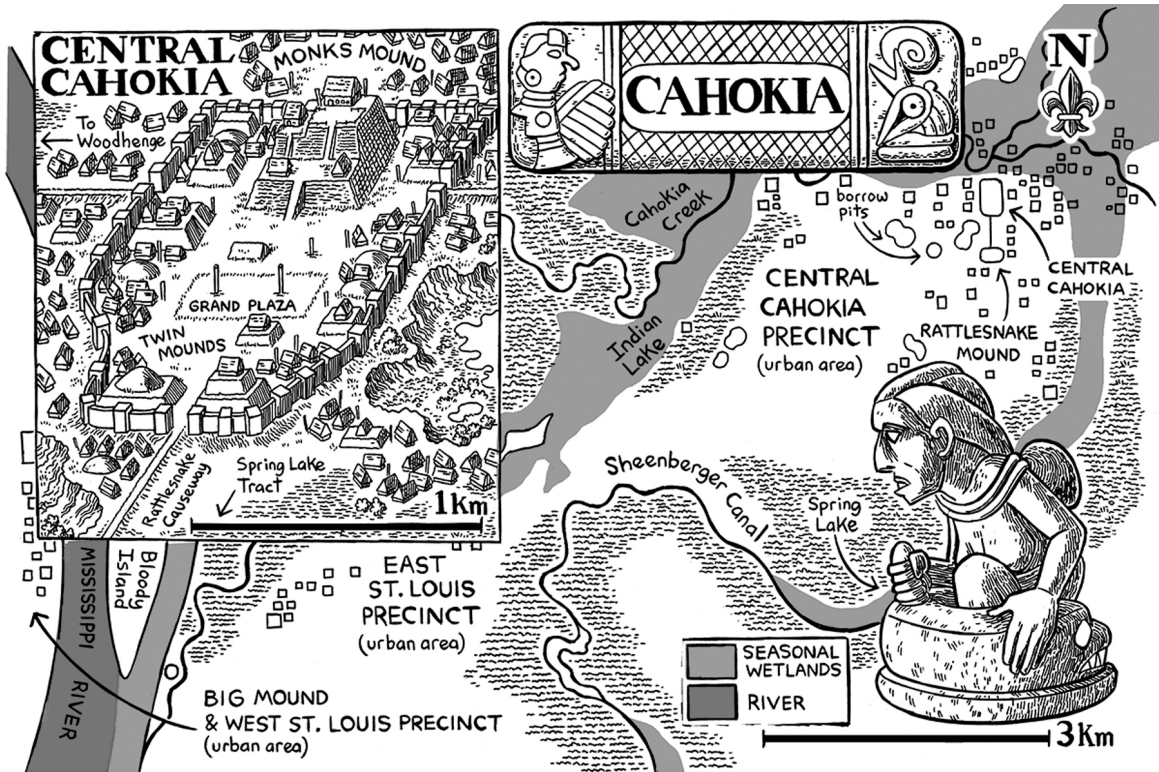 CENTRAL
CAHOKIA
MONKS MOUND
To
Woodhenge
GRAND PLAZA
TWIN
MOUNDS
Rattlesnake
Causeway
Spring Lake
Tract
1Km
CAHOKIA
N
Cahokia
Creek
borrow
pits
CENTRAL
CAHOKIA
RATTLESNAKE
MOUND
CENTRAL
CAHOKIA
PRECINCT
(urban area)
Indian
Lake
Sheenberger Canal
Spring
Lake
MISSISSIPPI
RIVER
Bloody
Island
EAST
ST. LOUIS
PRECINCT
(urban area)
BIG MOUND
& WEST ST. LOUIS PRECINCT
(urban area)
SEASONAL
WETLANDS
RIVER
3Km